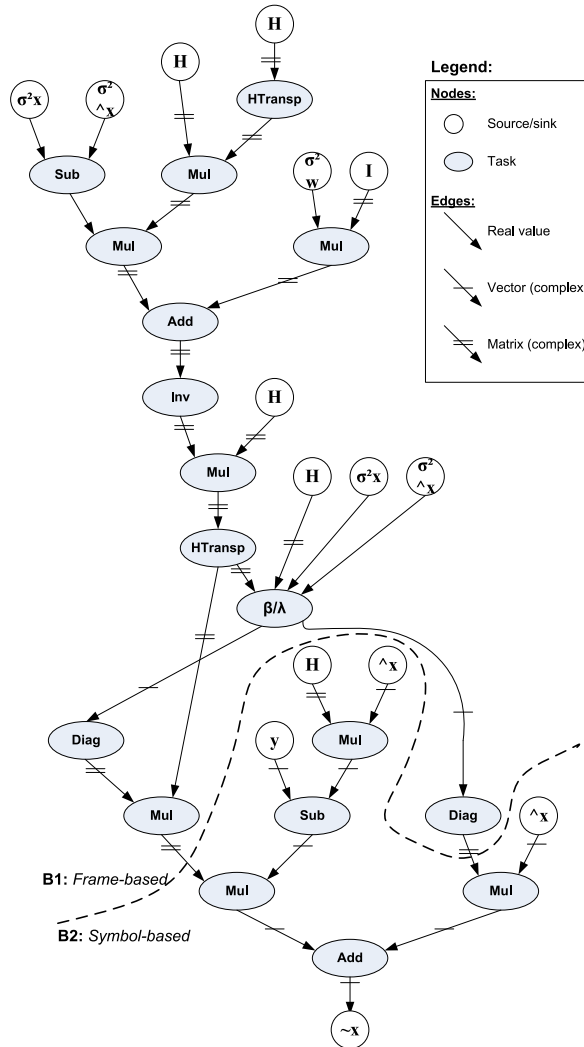 H
H
HTransp
σ²x
σ²
^x
Sub
Mul
σ²
w
I
Mul
Mul
Add
Inv
H
Mul
H
σ²x
σ²
^x
HTransp
β/λ
H
^x
Diag
y
Mul
Mul
Sub
Diag
^x
B1: Frame-based
Mul
Mul
B2: Symbol-based
Add
~x
Legend:
Nodes:
Source/sink
Task
Edges:
Real value
Vector (complex
Matrix (complex)